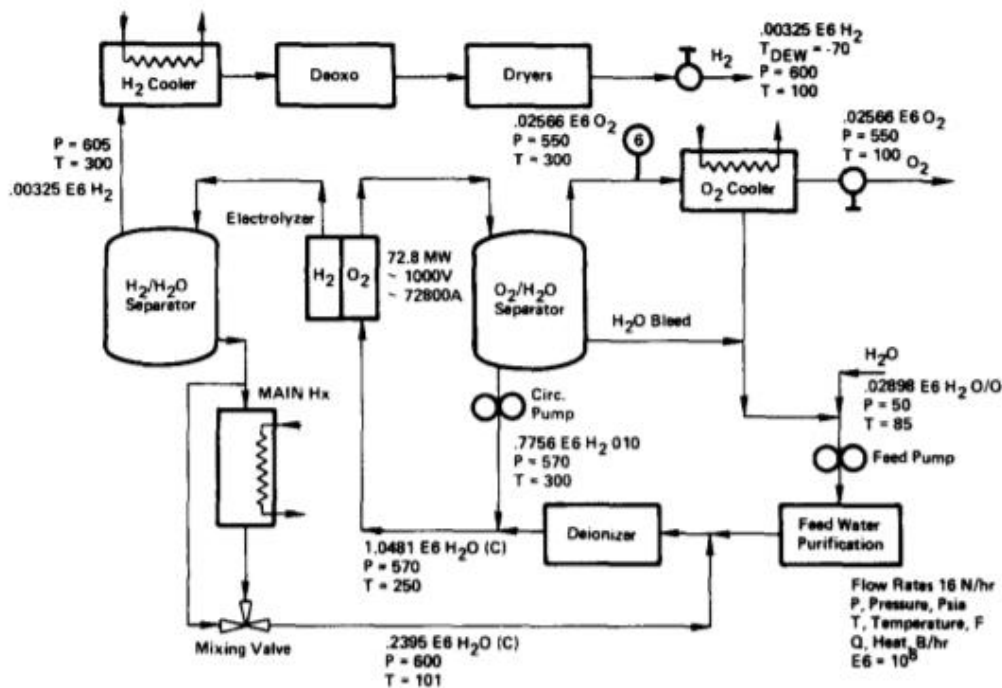 .00325 E6 H2
TDEW = -70
P = 600
T = 100
H2
H2 Cooler
Deoxo
Dryers
.02566 E6 O2
P = 550
T = 300
6
.02566 E6 O2
P = 550
T = 100
O2
O2 Cooler
P = 605
T = 300
.00325 E6 H2
Electrolyzer
H2
O2
72.8 MW
~ 1000V
~ 72800A
H2/H2O
Separator
O2/H2O
Separator
H2O Bleed
H2O
.02898 E6 H2 O/O
P = 50
T = 85
MAIN Hx
Circ.
Pump
.7756 E6 H2 010
P = 570
T = 300
Feed Pump
Deionizer
Feed Water
Purification
1.0481 E6 H2O (C)
P = 570
T = 250
Flow Rates 16 N/hr
P, Pressure, Psia
T, Temperature, F
Q, Heat, B/hr
E6 = 10^8
Mixing Valve
.2395 E6 H2O (C)
P = 600
T = 101